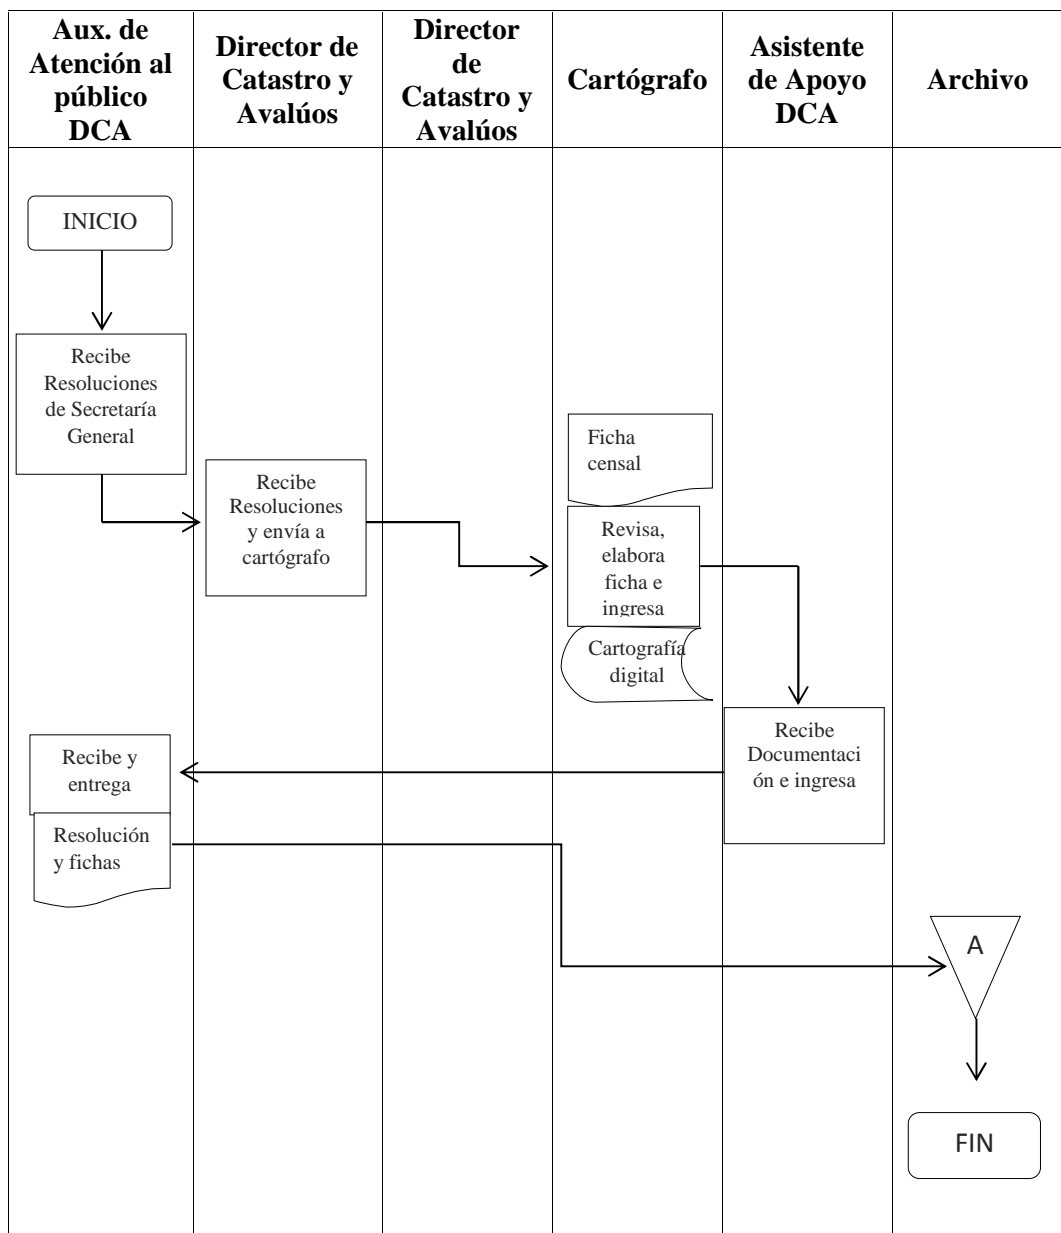 Aux. de
Atención al
público
DCA
Director de
Catastro y
Avalúos
Director
de
Catastro y
Avalúos
Cartógrafo
Asistente
de Apoyo
DCA
Archivo
INICIO
Recibe
Resoluciones
de Secretaría
General
Recibe
Resoluciones
y envía a
cartógrafo
Ficha
censal
Revisa,
elabora
ficha e
ingresa
Cartografía
digital
Recibe
Documentaci
ón e ingresa
Recibe y
entrega
Resolución
y fichas
A
FIN